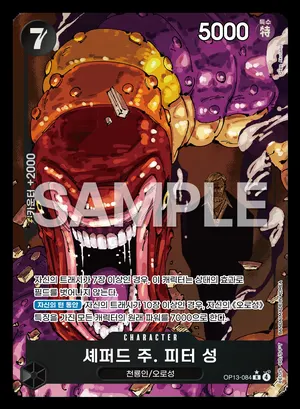 7
5000
특수
特
카운터 +2000
SAMPLE
자신의 트래시가 7장 이상인 경우, 이 캐릭터는 상대의 효과로
필드를 벗어나지 않는다.
자신의 턴 동안 자신의 트래시가 10장 이상인 경우, 자신의 《오로성》
특징을 가진 모든 캐릭터의 원래 파워를 7000으로 한다.
CHARACTER
셰퍼드 주. 피터 성
천룡인/오로성
OP13-084